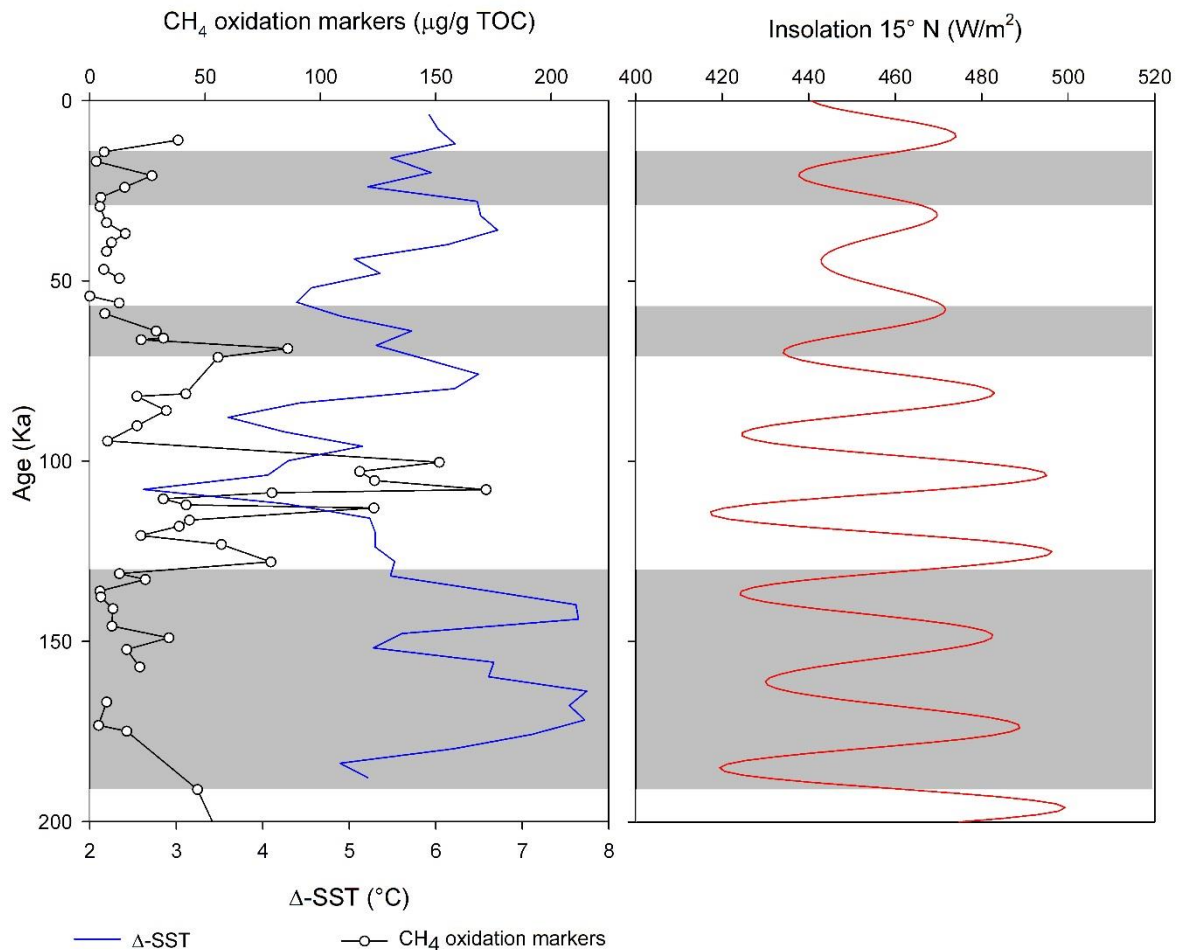 CH4 oxidation markers (μg/g TOC)
Insolation 15° N (W/m2)
0 50 100 150 200
400 420 440 460 480 500 520
0
50
100
150
200
Age (Ka)
2 3 4 5 6 7 8
Δ-SST (°C)
Δ-SST
CH4 oxidation markers